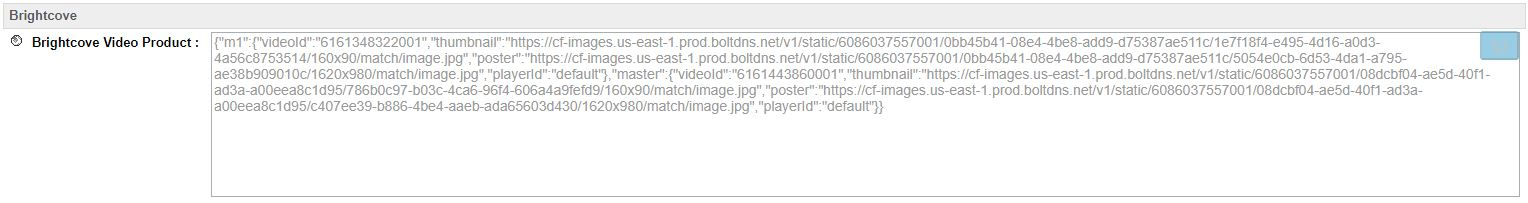 Brightcove
Brightcove Video Product :
{"m1":{"videoId":"6161348322001","thumbnail":"https://cf-images.us-east-1.prod.boltdns.net/v1/static/6086037557001/0bb45b41-08e4-4be8-add9-d75387ae511c/1e7f18f4-e495-4d16-a0d3-
4a56c8753514/160x90/match/image.jpg","poster":"https://cf-images.us-east-1.prod.boltdns.net/v1/static/6086037557001/0bb45b41-08e4-4be8-add9-d75387ae511c/5054e0cb-6d53-4da1-a795-
ae38b909010c/1620x980/match/image.jpg","playerId":"default"},"master":{"videoId":"6161443860001","thumbnail":"https://cf-images.us-east-1.prod.boltdns.net/v1/static/6086037557001/08dcbf04-ae5d-40f1-
ad3a-a00eea8c1d95/786b0c97-b03c-4ca6-96f4-606a4a9fefd9/160x90/match/image.jpg","poster":"https://cf-images.us-east-1.prod.boltdns.net/v1/static/6086037557001/08dcbf04-ae5d-40f1-ad3a-
a00eea8c1d95/c407ee39-b886-4be4-aaeb-ada65603d430/1620x980/match/image.jpg","playerId":"default"}}